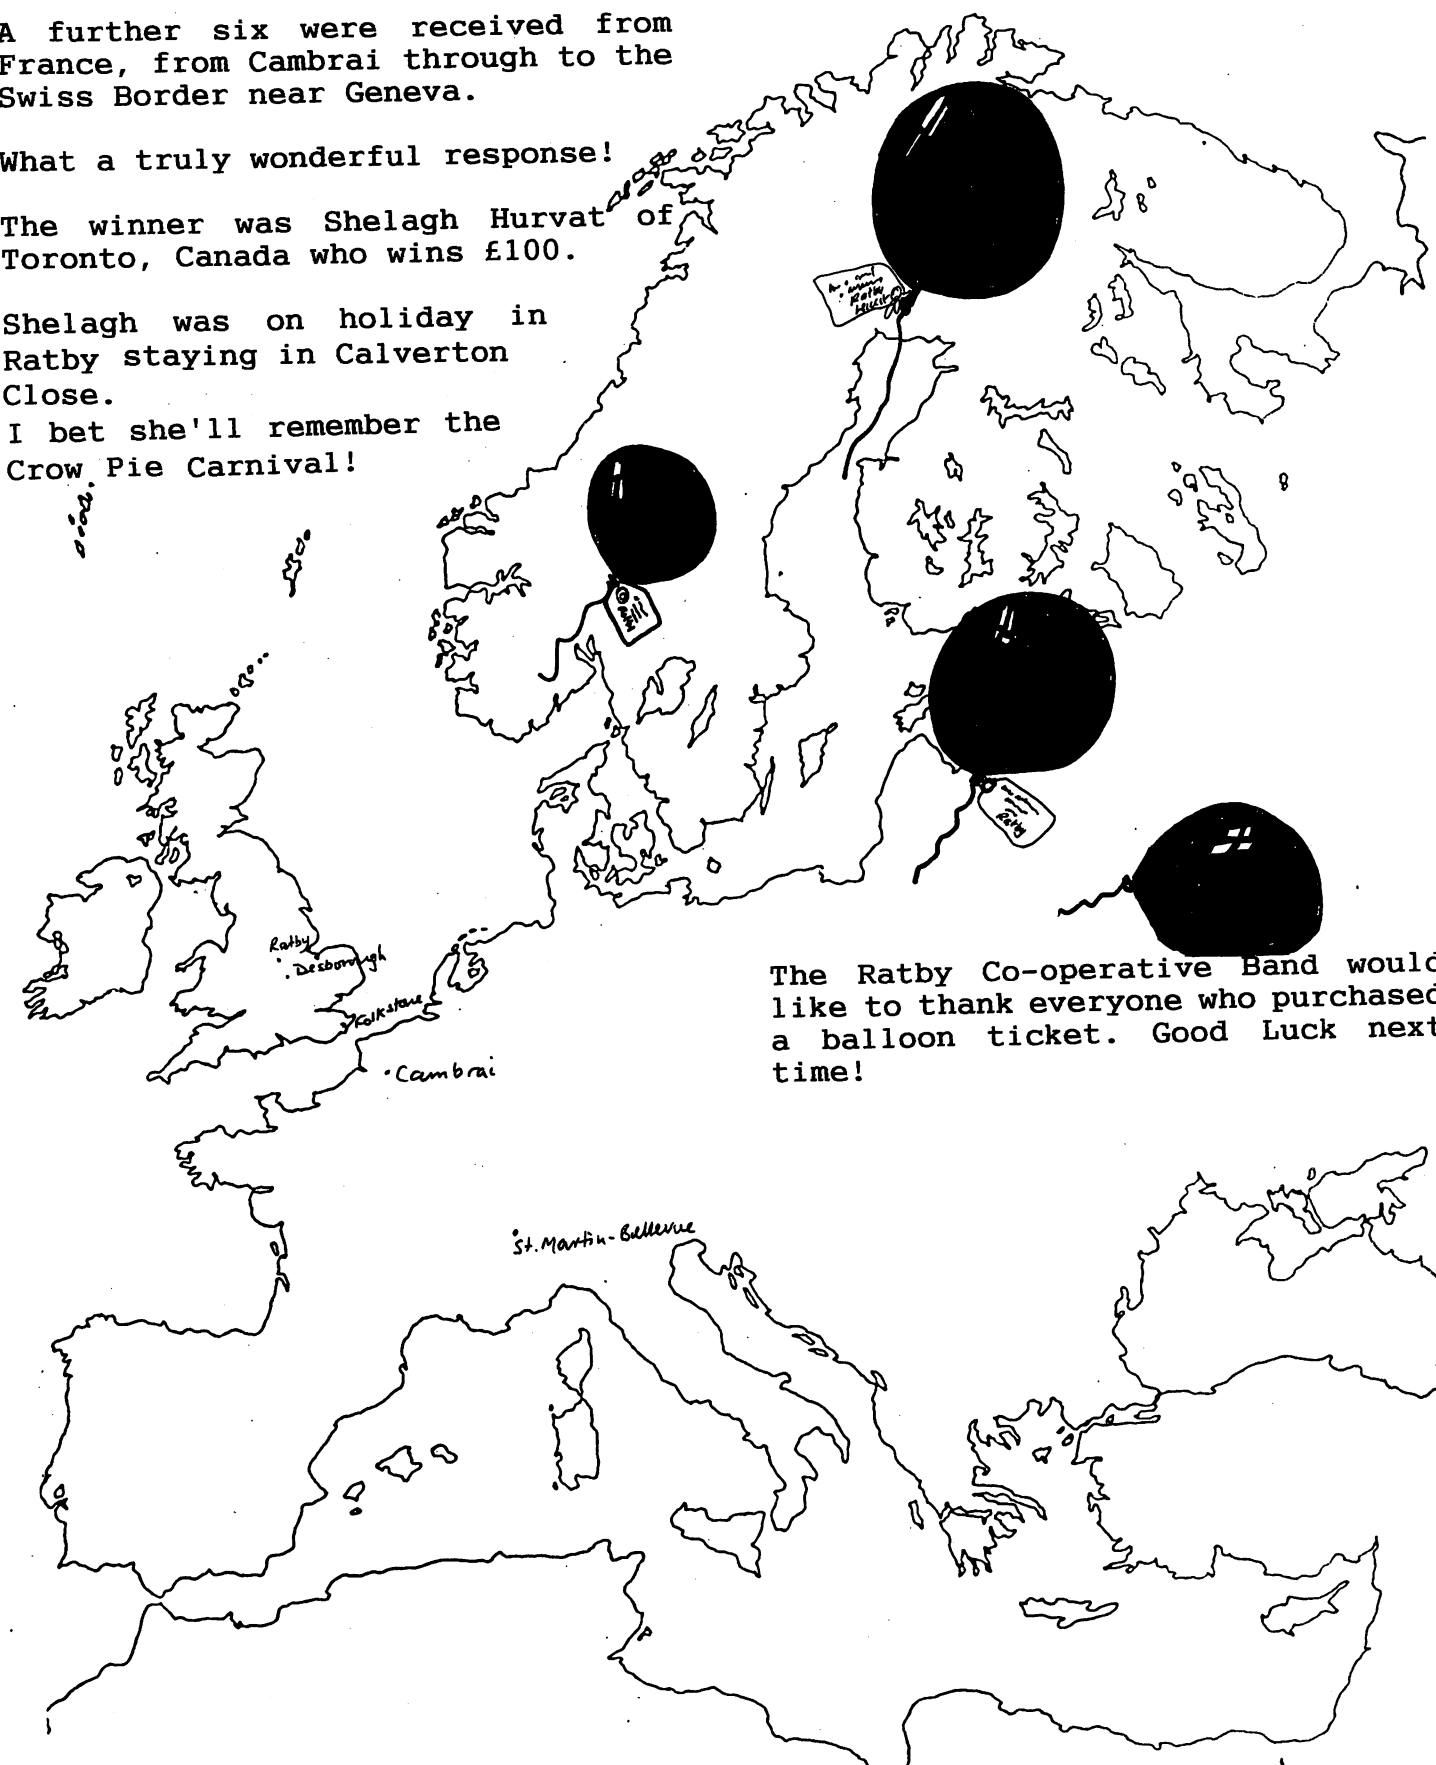 A further six were received from
France, from Cambrai through to the
Swiss Border near Geneva.
What a truly wonderful response!
The winner was Shelagh Hurvat of
Toronto, Canada who wins £100.
Shelagh was on holiday in
Ratby staying in Calverton
Close.
I bet she'll remember the
Crow Pie Carnival!
Ratby
Ratby
Ratby
Ratby
Desborough
Folkstone
The Ratby Co-operative Band would
like to thank everyone who purchased
a balloon ticket. Good Luck next
time!
Cambrai
St. Martin-Bellevue